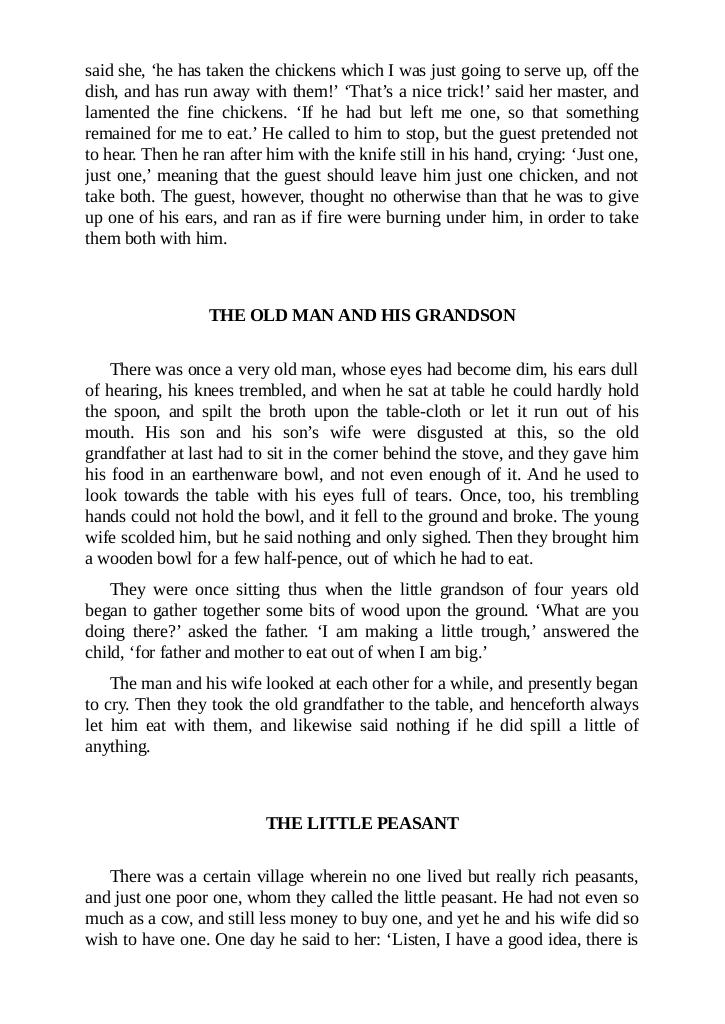 said she, ‘he has taken the chickens which I was just going to serve up, off the
dish, and has run away with them!’ ‘That’s a nice trick!’ said her master, and
lamented the fine chickens. ‘If he had but left me one, so that something
remained for me to eat.’ He called to him to stop, but the guest pretended not
to hear. Then he ran after him with the knife still in his hand, crying: ‘Just one,
just one,’ meaning that the guest should leave him just one chicken, and not
take both. The guest, however, thought no otherwise than that he was to give
up one of his ears, and ran as if fire were burning under him, in order to take
them both with him.
THE OLD MAN AND HIS GRANDSON
There was once a very old man, whose eyes had become dim, his ears dull
of hearing, his knees trembled, and when he sat at table he could hardly hold
the spoon, and spilt the broth upon the table-cloth or let it run out of his
mouth. His son and his son’s wife were disgusted at this, so the old
grandfather at last had to sit in the corner behind the stove, and they gave him
his food in an earthenware bowl, and not even enough of it. And he used to
look towards the table with his eyes full of tears. Once, too, his trembling
hands could not hold the bowl, and it fell to the ground and broke. The young
wife scolded him, but he said nothing and only sighed. Then they brought him
a wooden bowl for a few half-pence, out of which he had to eat.
They were once sitting thus when the little grandson of four years old
began to gather together some bits of wood upon the ground. ‘What are you
doing there?’ asked the father. ‘I am making a little trough,’ answered the
child, ‘for father and mother to eat out of when I am big.’
The man and his wife looked at each other for a while, and presently began
to cry. Then they took the old grandfather to the table, and henceforth always
let him eat with them, and likewise said nothing if he did spill a little of
anything.
THE LITTLE PEASANT
There was a certain village wherein no one lived but really rich peasants,
and just one poor one, whom they called the little peasant. He had not even so
much as a cow, and still less money to buy one, and yet he and his wife did so
wish to have one. One day he said to her: ‘Listen, I have a good idea, there is